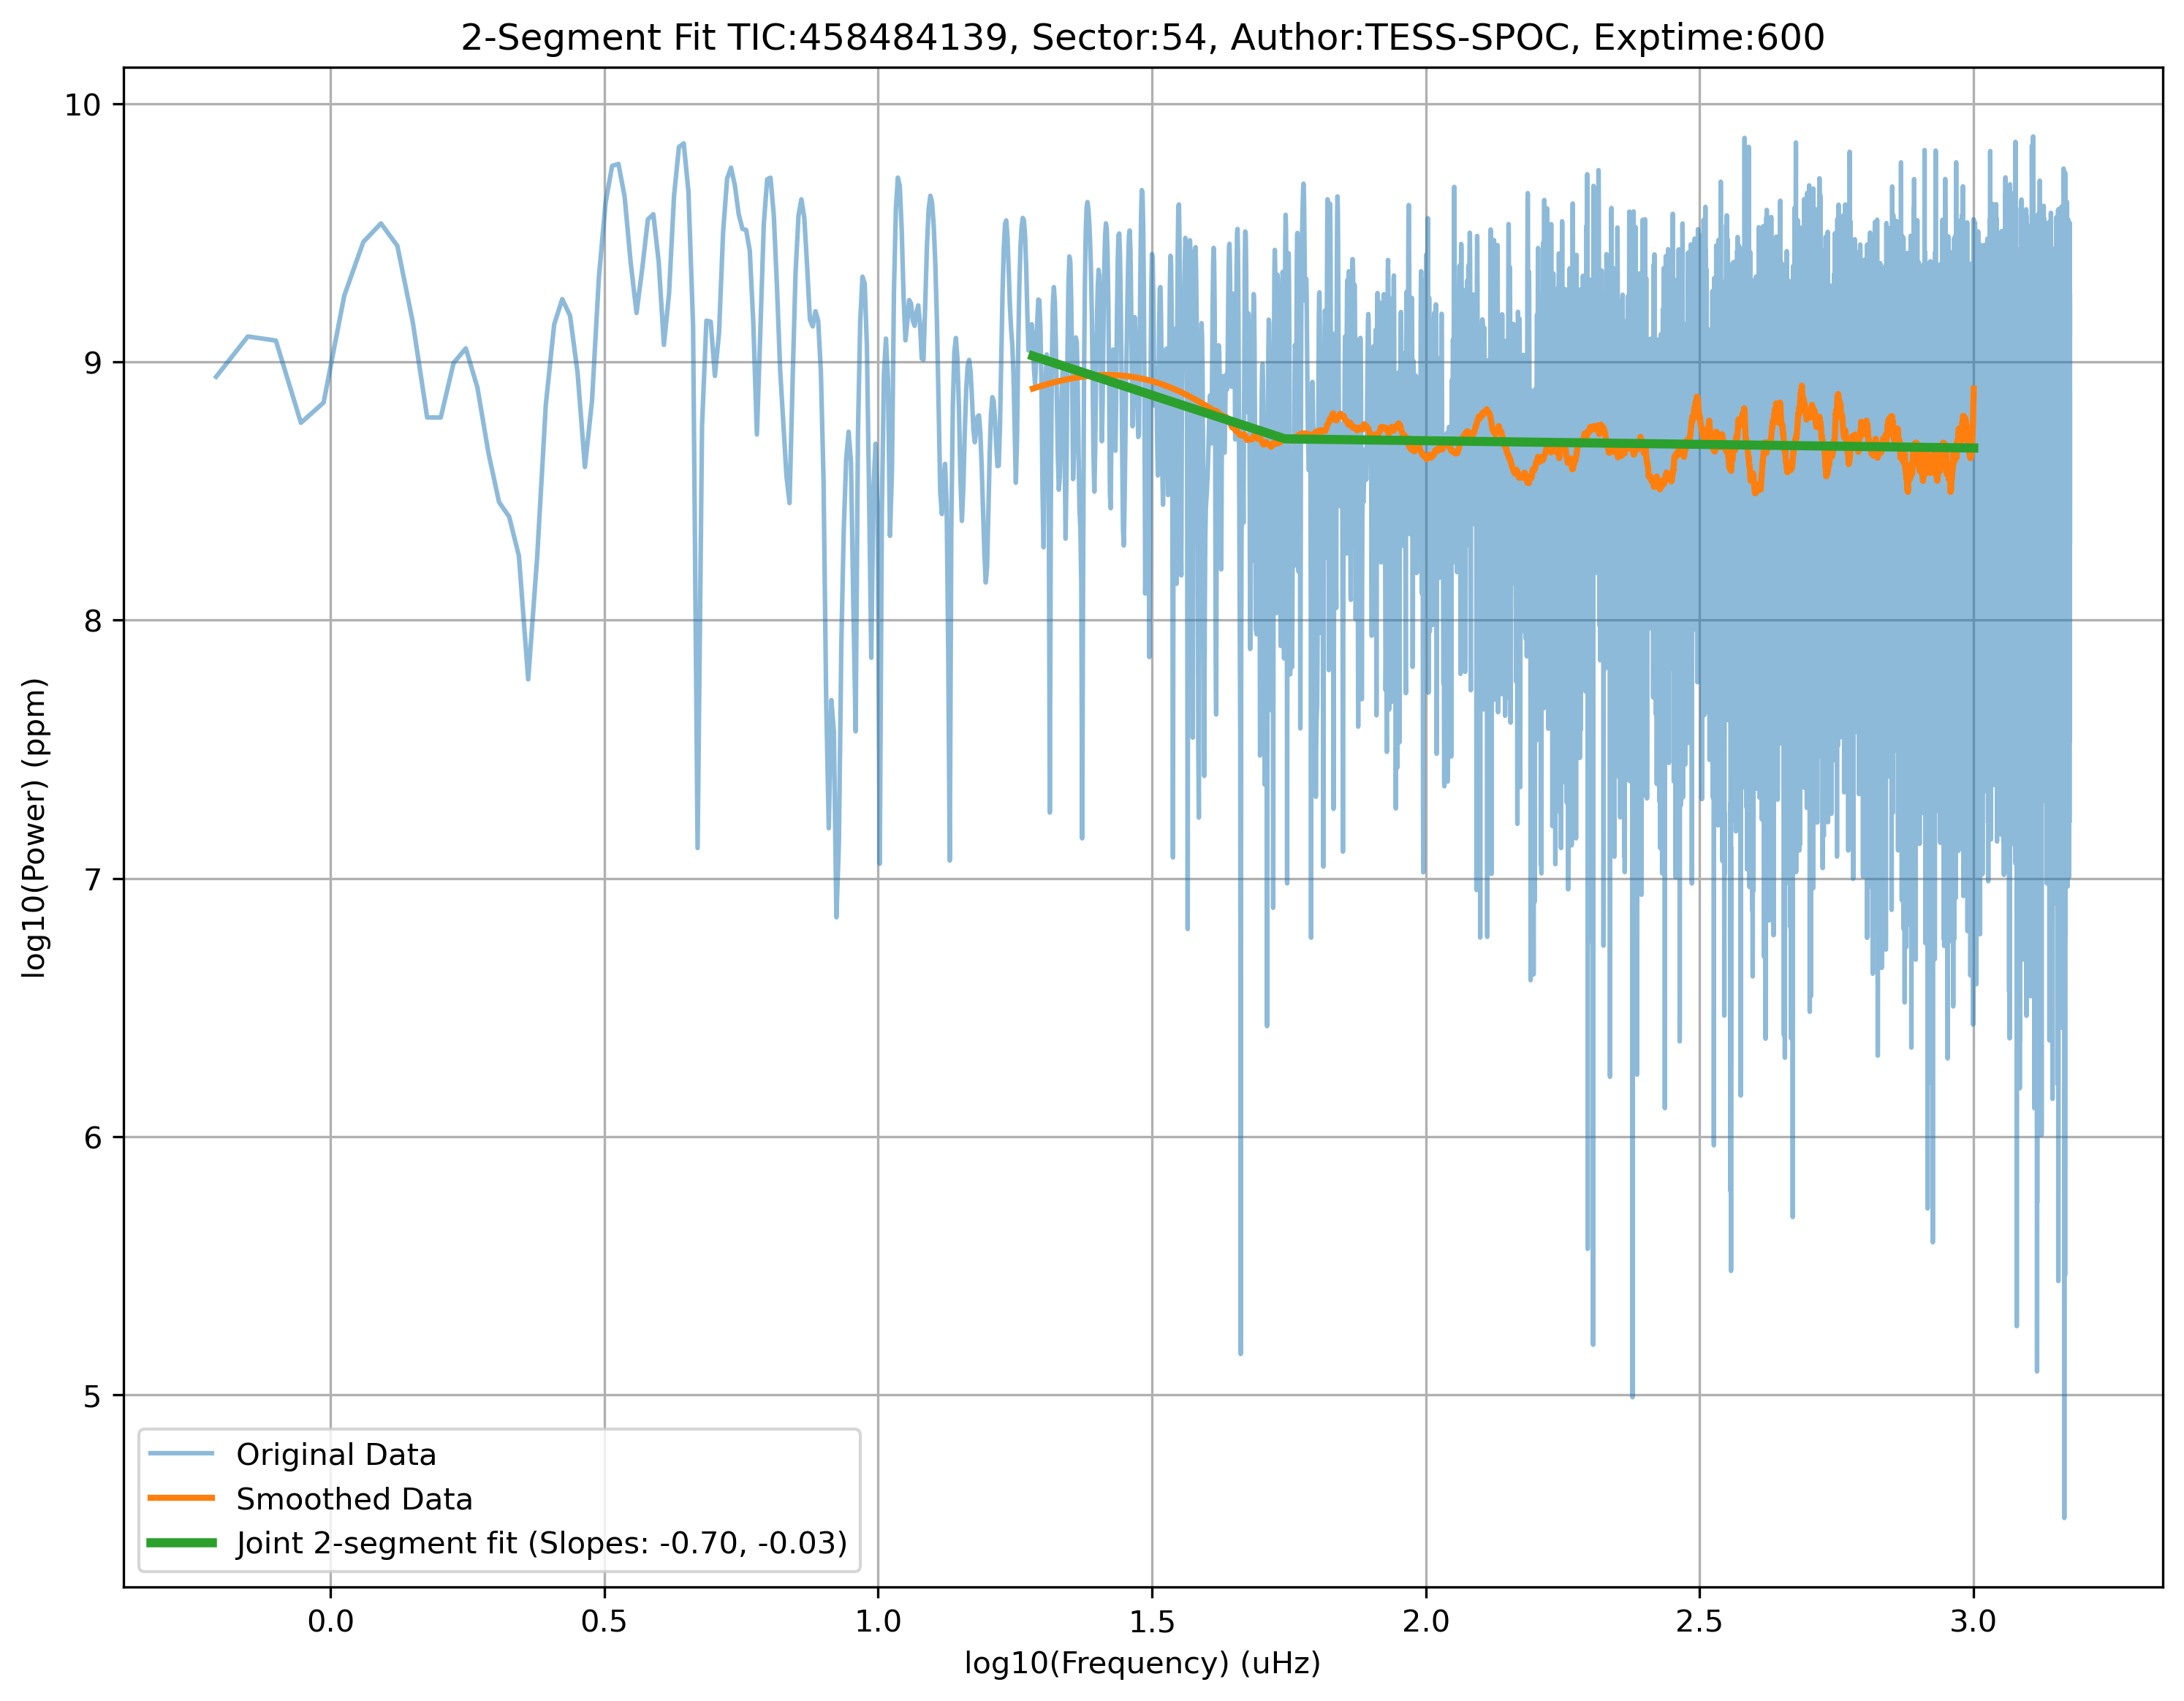 2-Segment Fit TIC:458484139, Sector:54, Author:TESS-SPOC, Exptime:600
10
9
8
7
6
5
log10(Power) (ppm)
Original Data
Smoothed Data
Joint 2-segment fit (Slopes: -0.70, -0.03)
0.0 0.5 1.0 1.5 2.0 2.5 3.0
log10(Frequency) (uHz)